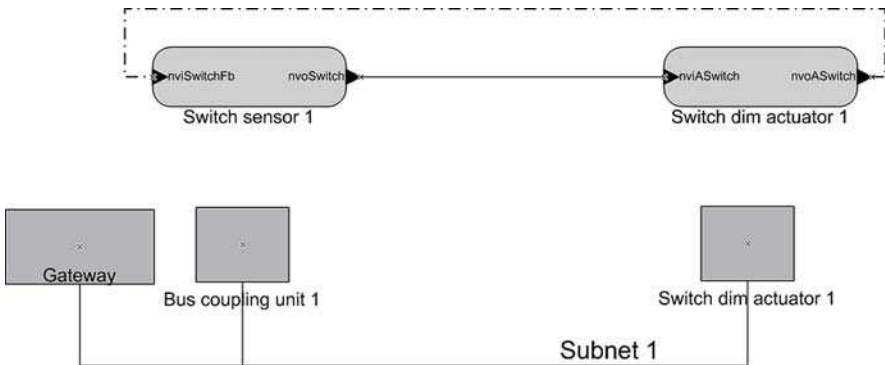 nviSwitchFb nvoSwitch
nviASwitch nvoASwitch
Switch sensor 1
Switch dim actuator 1
Gateway
Bus coupling unit 1
Switch dim actuator 1
Subnet 1